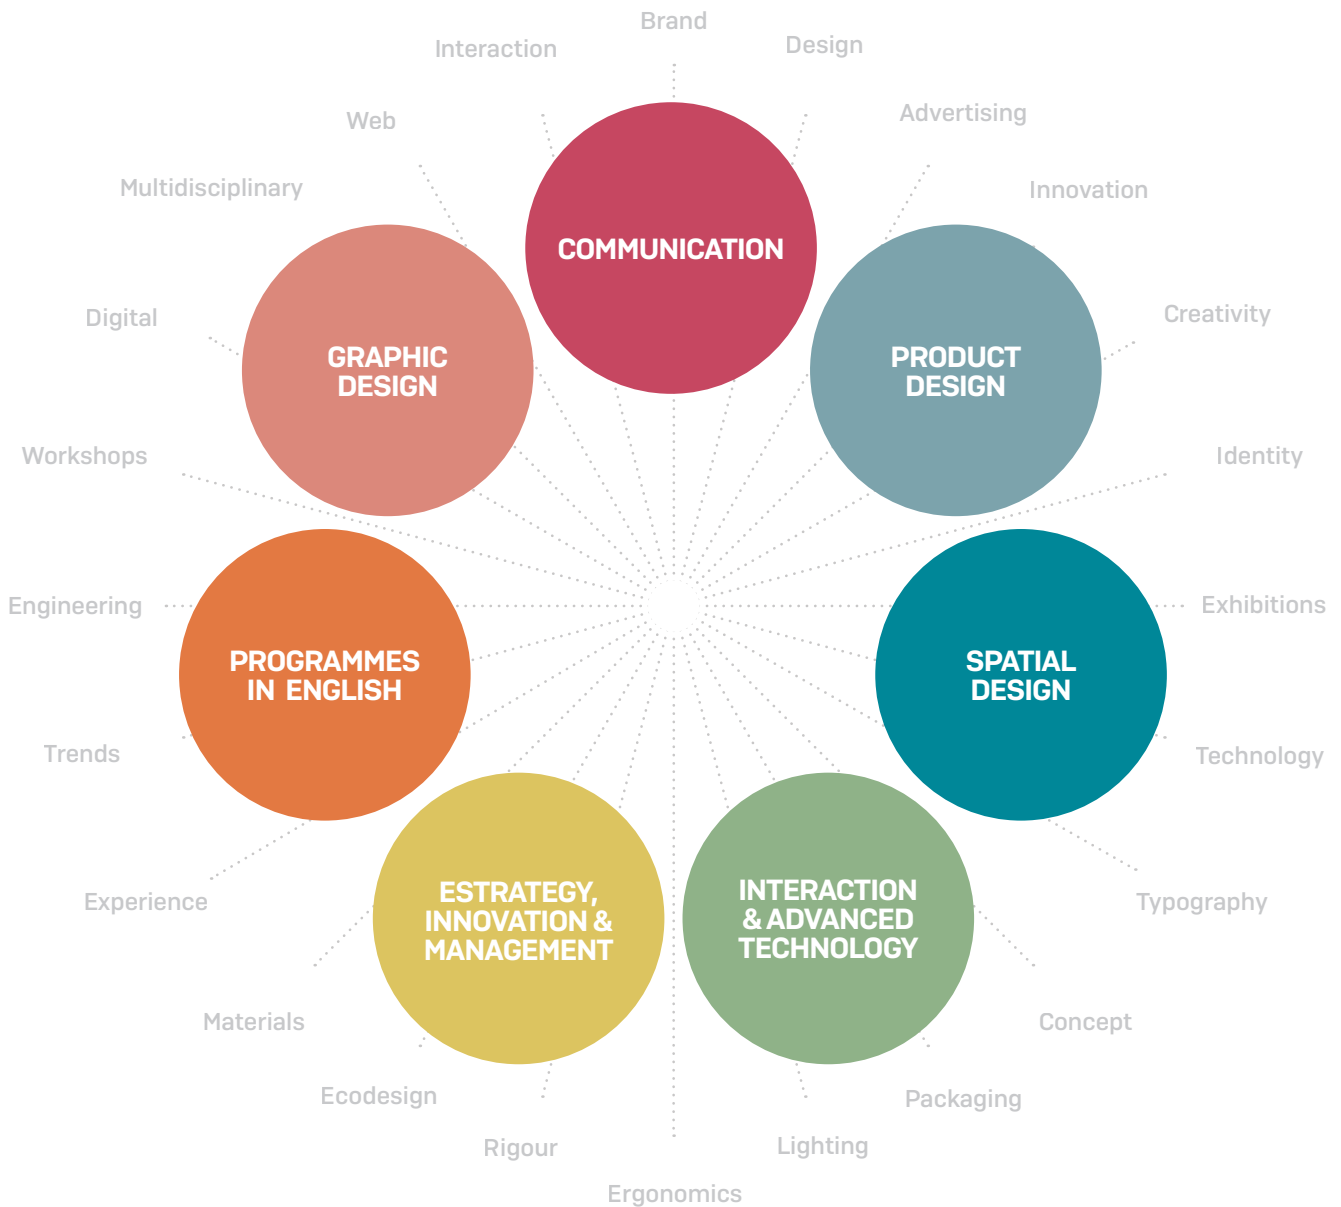 Brand
Interaction
Design
Web
Advertising
Multidisciplinary
Innovation
COMMUNICATION
Digital
Creativity
GRAPHIC
DESIGN
PRODUCT
DESIGN
Workshops
Identity
Engineering
Exhibitions
PROGRAMMES
IN ENGLISH
SPATIAL
DESIGN
Trends
Technology
Experience
Typography
ESTRATEGY,
INNOVATION &
MANAGEMENT
INTERACTION
& ADVANCED
TECHNOLOGY
Materials
Concept
Ecodesign
Packaging
Rigour
Lighting
Ergonomics